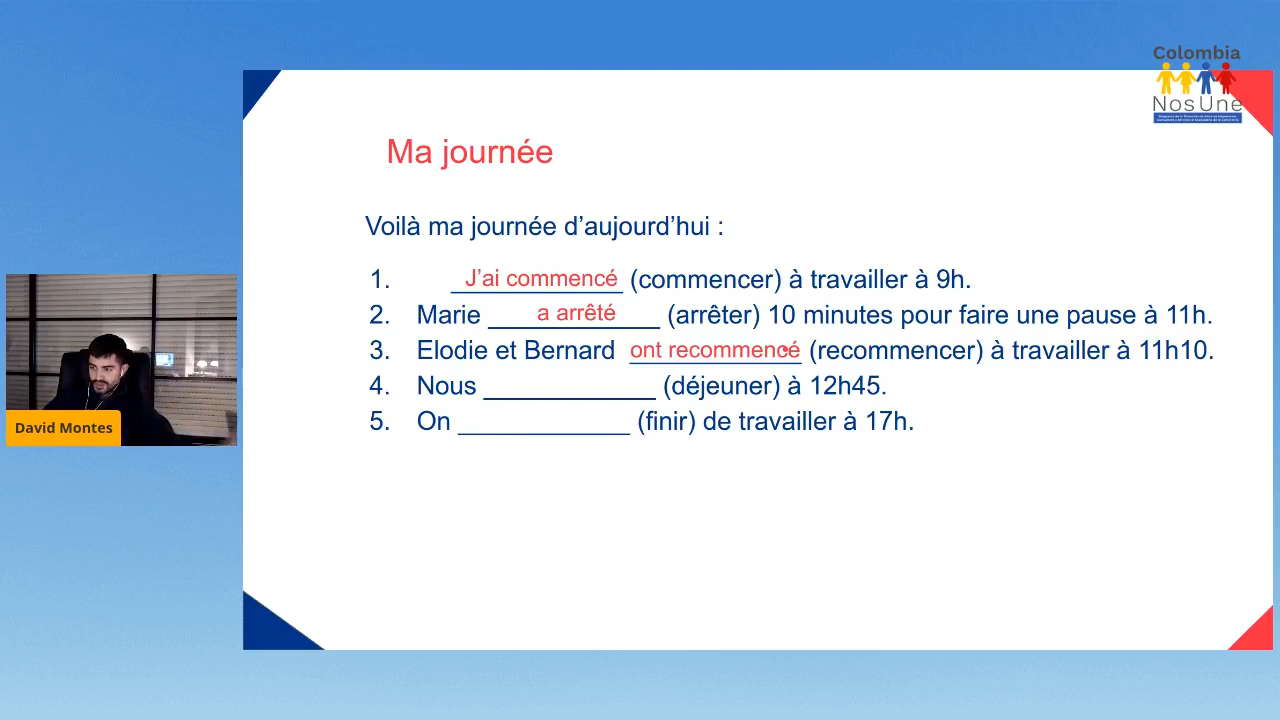 Colombia
NosUne
Ma journée
Voilà ma journée d’aujourd’hui :
1. J’ai commencé (commencer) à travailler à 9h.
2. Marie a arrêté (arrêter) 10 minutes pour faire une pause à 11h.
3. Elodie et Bernard ont recommencé (recommencer) à travailler à 11h10.
4. Nous ____________ (déjeuner) à 12h45.
5. On ____________ (finir) de travailler à 17h.
David Montes